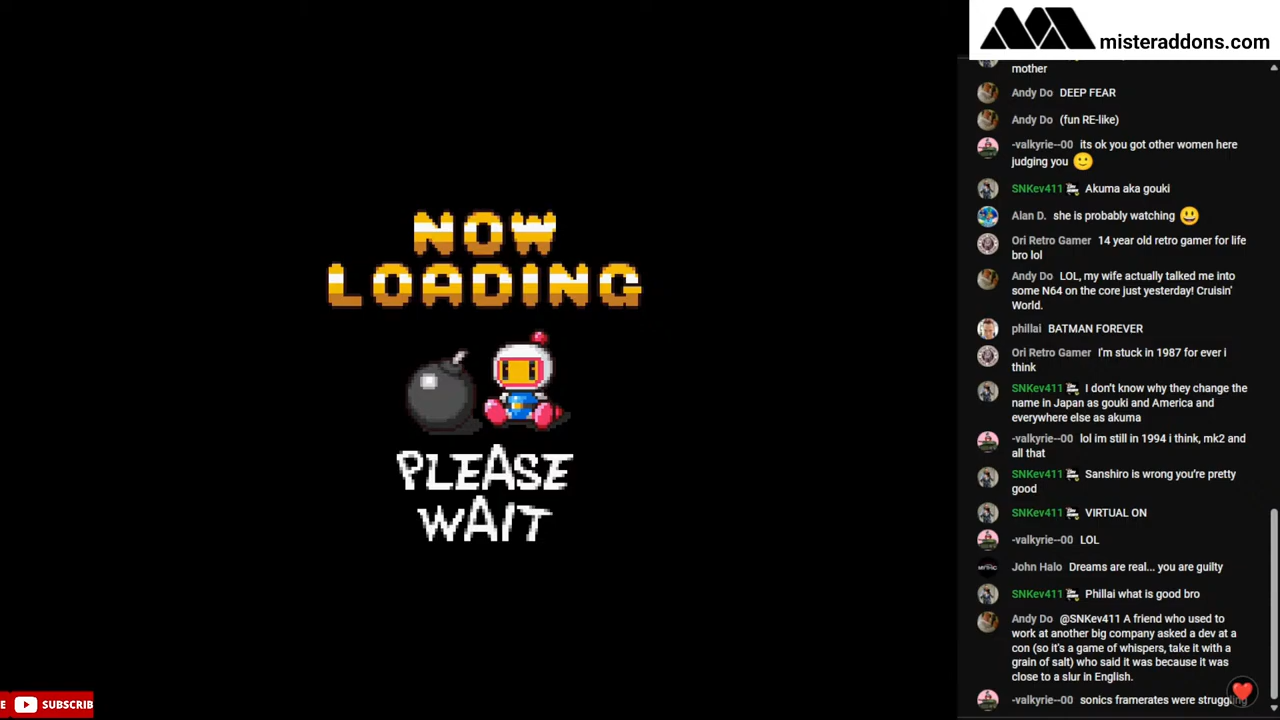 misteraddons.com
NOW
LOADING
PLEASE
WAIT
mother
Andy Do DEEP FEAR
Andy Do (fun RE-like)
-valkyrie--00 its ok you got other women here
judging you
SNKev411 Akuma aka gouki
Alan D. she is probably watching
Ori Retro Gamer 14 year old retro gamer for life
bro lol
Andy Do LOL, my wife actually talked me into
some N64 on the core just yesterday! Cruisin'
World.
phillai BATMAN FOREVER
Ori Retro Gamer I'm stuck in 1987 for ever i
think
SNKev411 I don't know why they change the
name in Japan as gouki and America and
everywhere else as akuma
-valkyrie--00 lol im still in 1994 i think, mk2 and
all that
SNKev411 Sanshiro is wrong you're pretty
good
SNKev411 VIRTUAL ON
-valkyrie--00 LOL
John Halo Dreams are real... you are guilty
SNKev411 Phillai what is good bro
Andy Do @SNKev411 A friend who used to
work at another big company asked a dev at a
con (so it's a game of whispers, take it with a
grain of salt) who said it was because it was
close to a slur in English.
-valkyrie--00 sonics framerates were struggling
E SUBSCRIB